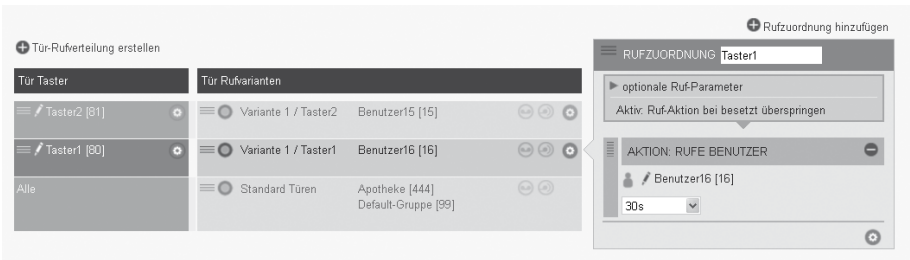 Rufzuordnung hinzufügen
Tür-Rufverteilung erstellen
Tür Taster
Tür Rufvarianten
Taster2 [81]
Variante 1 / Taster2
Benutzer15 [15]
Taster1 [80]
Variante 1 / Taster1
Benutzer16 [16]
Alle
Standard Türen
Apotheke [444]
Default-Gruppe [99]
RUFZUORDNUNG Taster1
optionale Ruf-Parameter
Aktiv: Ruf-Aktion bei besetzt überspringen
AKTION: RUFE BENUTZER
Benutzer16 [16]
30s